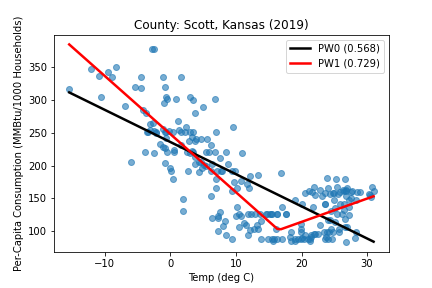 County: Scott, Kansas (2019)
PW0 (0.568)
PW1 (0.729)
Per-Capita Consumption (MMBtu/1000 Households)
350
300
250
200
150
100
−10 0 10 20 30
Temp (deg C)